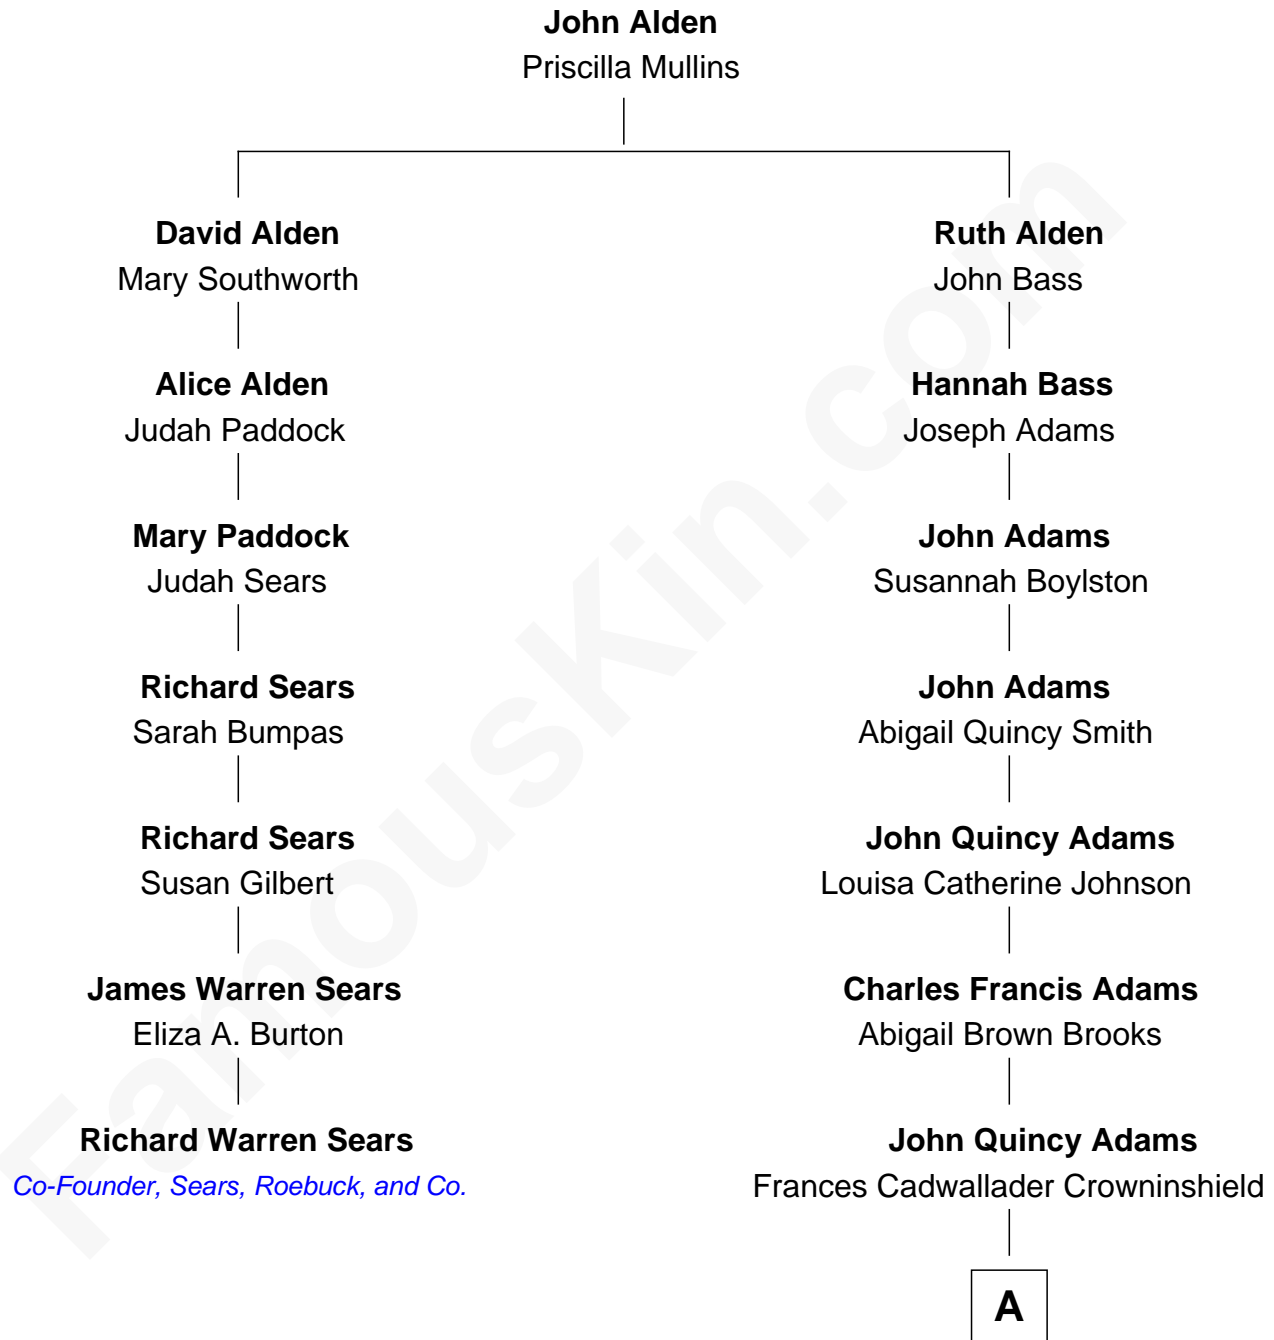 John Alden
Priscilla Mullins
David Alden
Mary Southworth
Ruth Alden
John Bass
Alice Alden
Judah Paddock
Hannah Bass
Joseph Adams
Mary Paddock
Judah Sears
John Adams
Susannah Boylston
Richard Sears
Sarah Bumpas
John Adams
Abigail Quincy Smith
Richard Sears
Susan Gilbert
John Quincy Adams
Louisa Catherine Johnson
James Warren Sears
Eliza A. Burton
Charles Francis Adams
Abigail Brown Brooks
Richard Warren Sears
Co-Founder, Sears, Roebuck, and Co.
John Quincy Adams
Frances Cadwallader Crowninshield
A
FamousKin.com